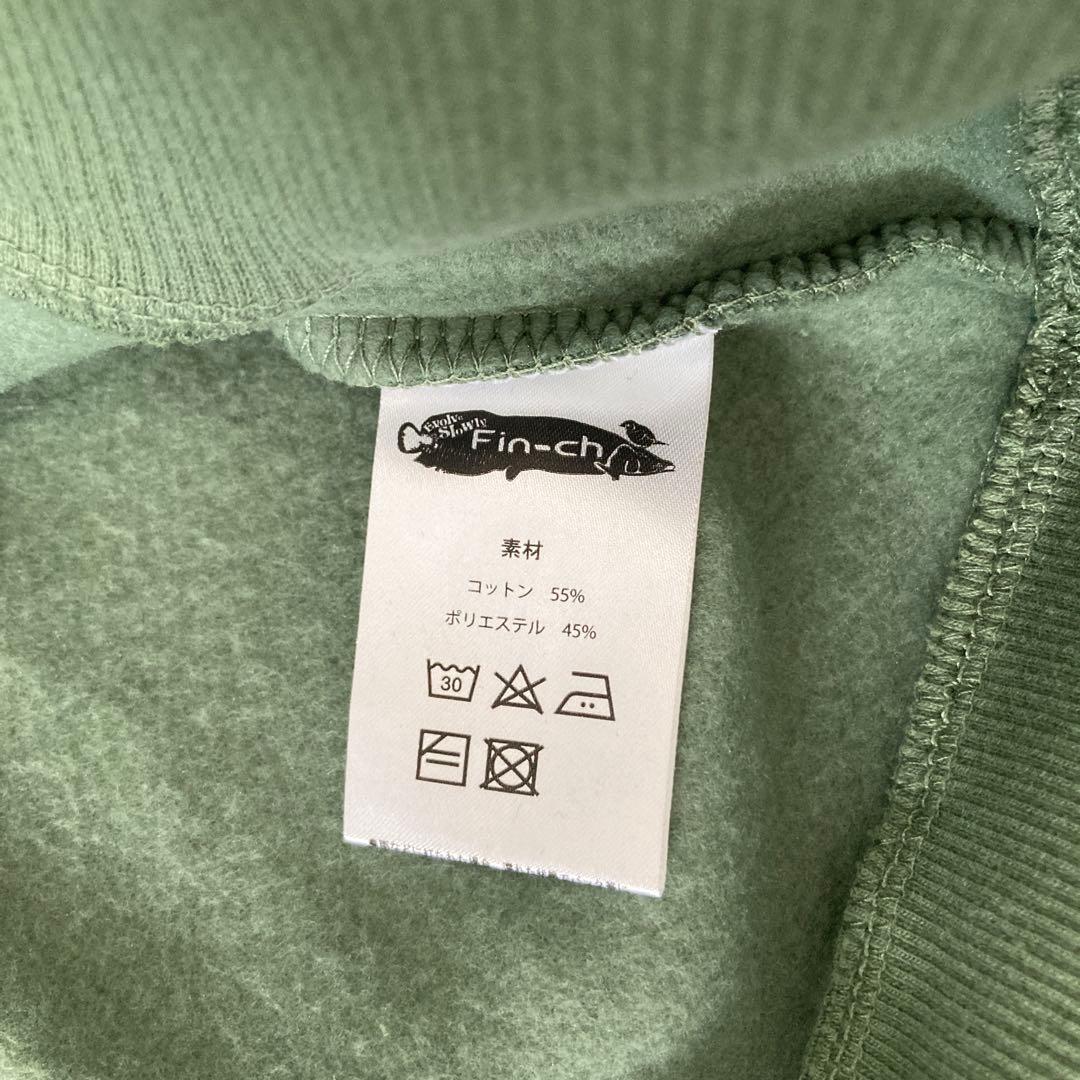 Evolve
Slowly
Fin-ch
素材
コットン 55%
ポリエステル 45%
30